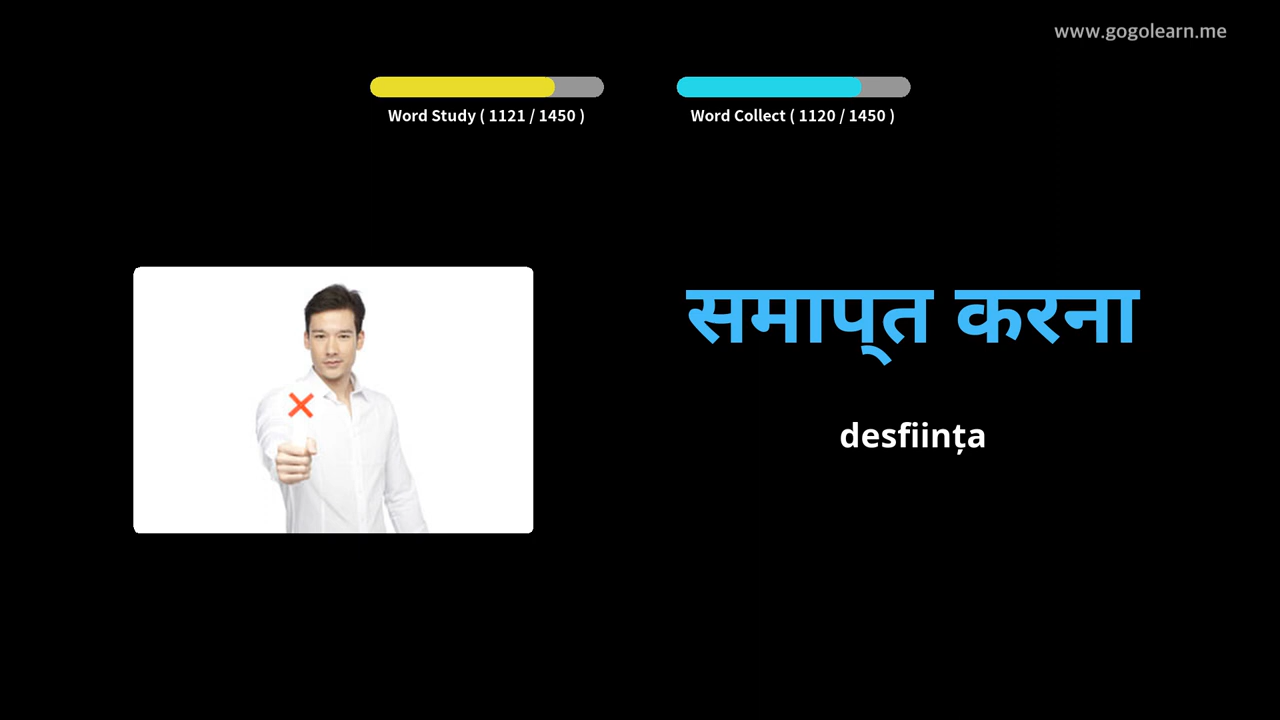 www.gogolearn.me
Word Study ( 1121 / 1450 )
Word Collect ( 1120 / 1450 )
समाप्त करना
desființa